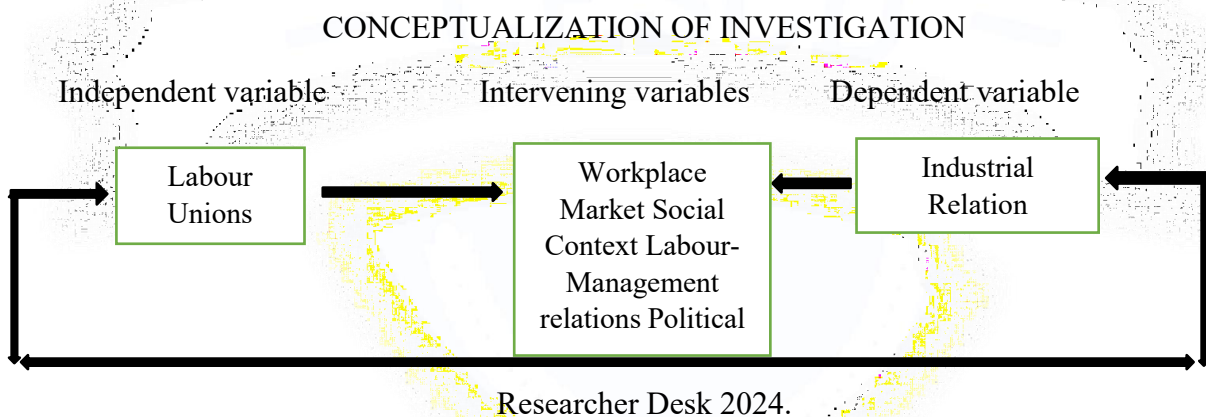 CONCEPTUALIZATION OF INVESTIGATION
Independent variable
Intervening variables
Dependent variable
Labour
Unions
Workplace
Market Social
Context Labour-
Management
relations Political
Industrial
Relation
Researcher Desk 2024.